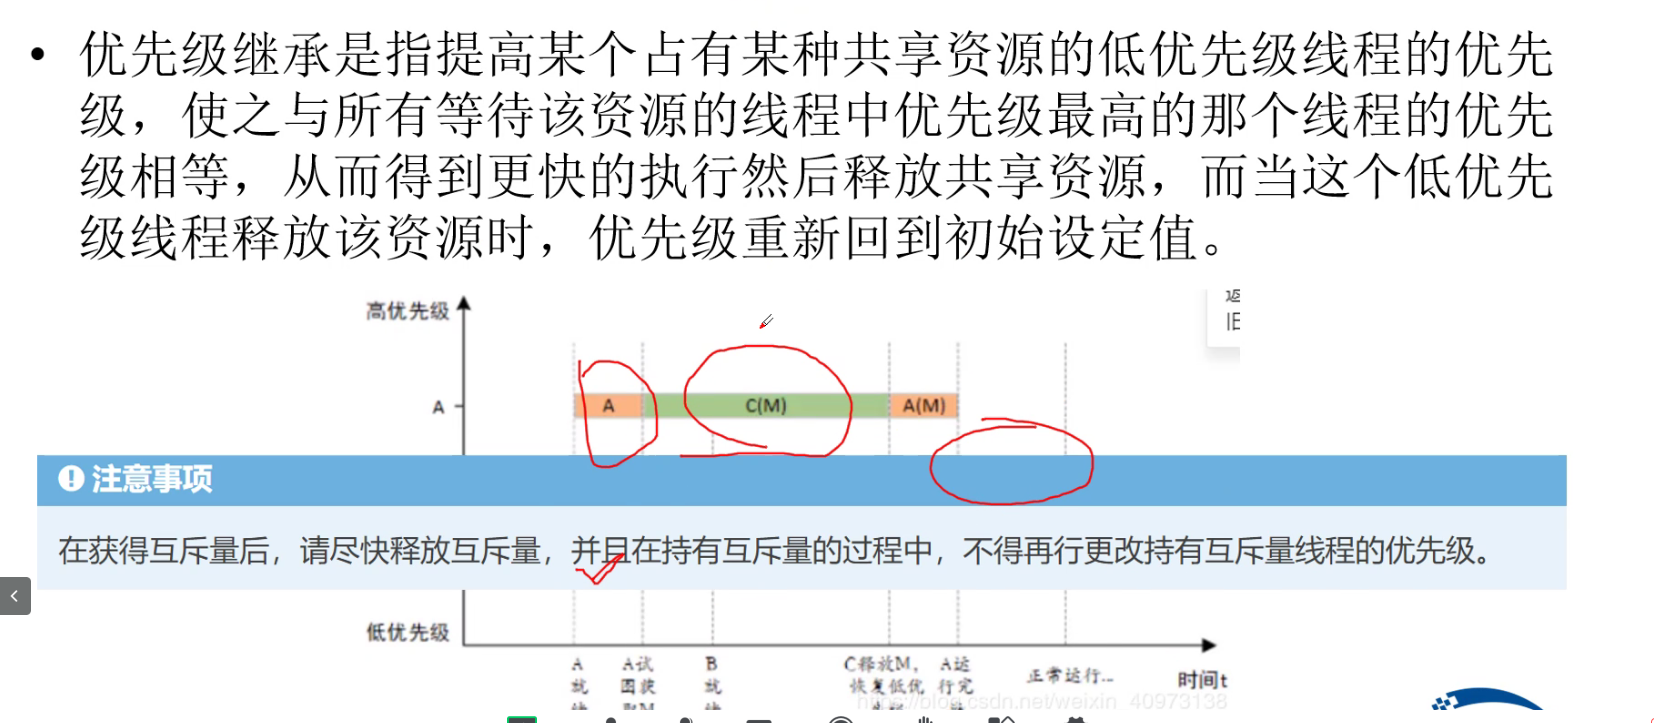 • 优先级继承是指提高某个占有某种共享资源的低优先级线程的优先
级，使之与所有等待该资源的线程中优先级最高的那个线程的优先
级相等，从而得到更快的执行然后释放共享资源，而当这个低优先
级线程释放该资源时，优先级重新回到初始设定值。
高优先级
A
A
C(M)
A(M)
注意事项
在获得互斥量后，请尽快释放互斥量，并且在持有互斥量的过程中，不得再行更改持有互斥量线程的优先级。
低优先级
A
就
A试
图获
B
就
C释放M，
恢复低优
A运
行完
正常运行...
时间t
https://blog.csdn.net/weixin_40973138